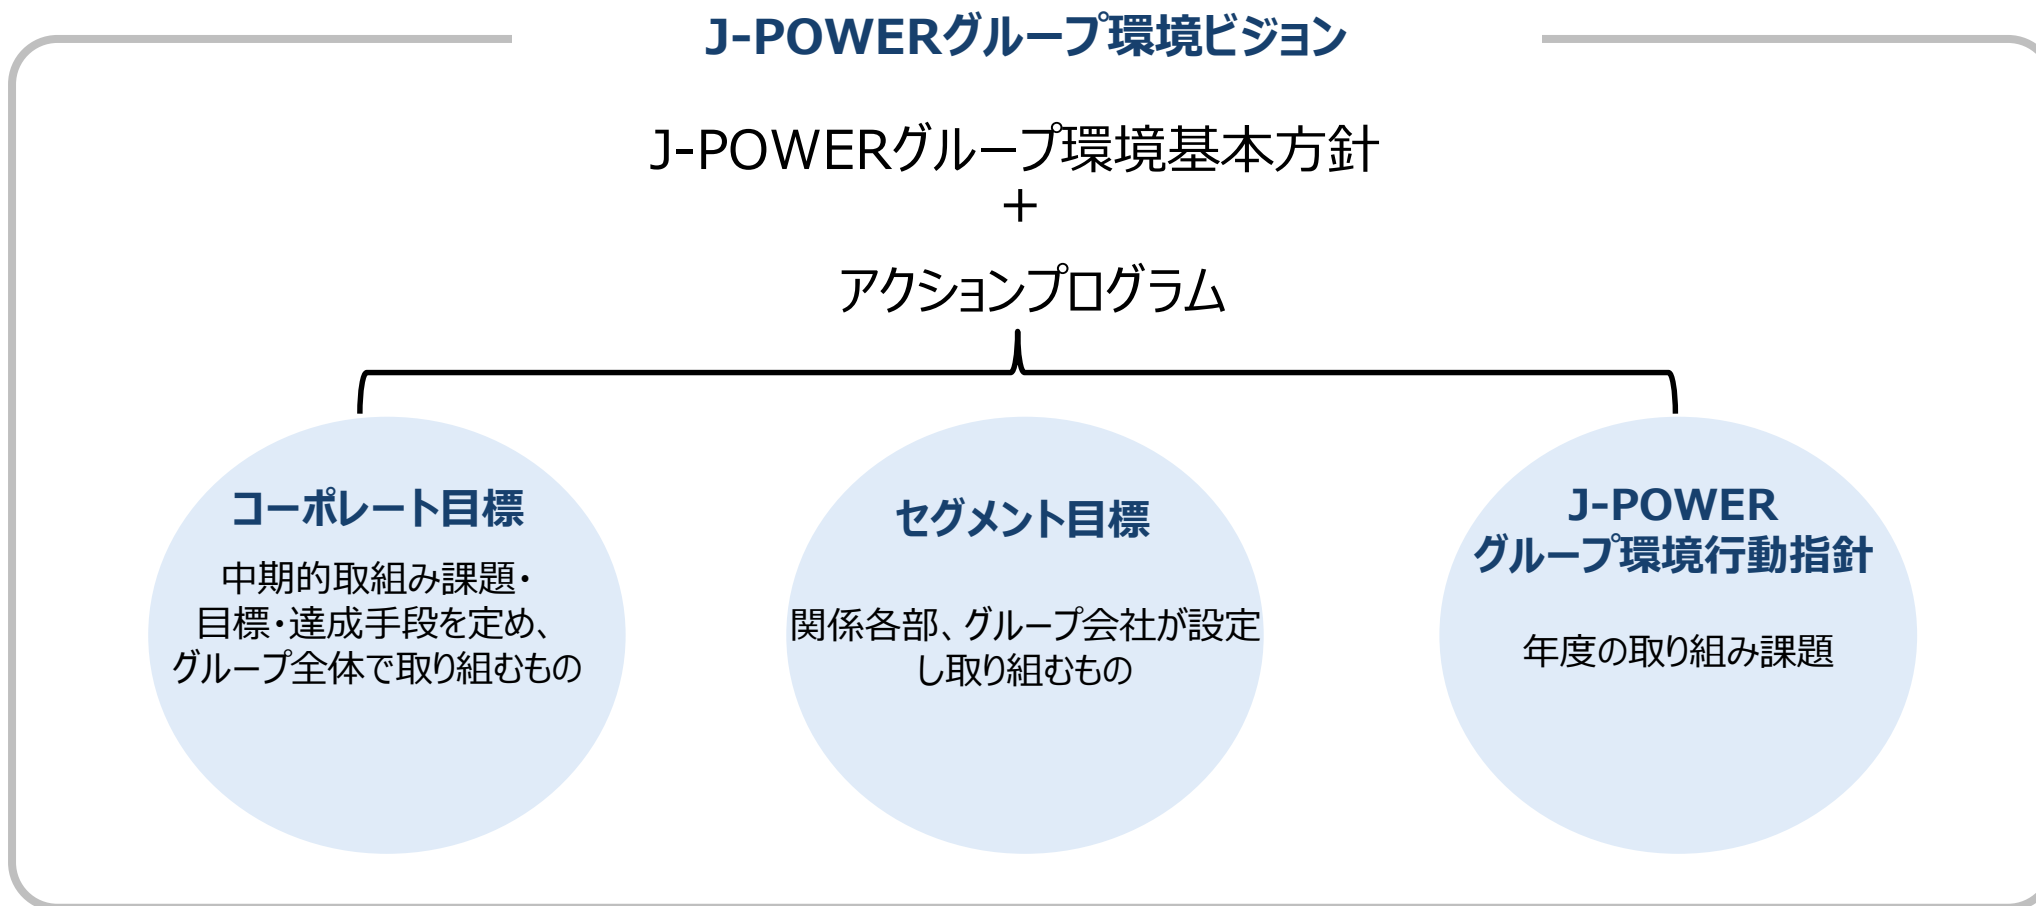 J-POWERグループ環境ビジョン
J-POWERグループ環境基本方針
＋
アクションプログラム
コーポレート目標
中期的取組み課題・
目標・達成手段を定め、
グループ全体で取り組むもの
セグメント目標
関係各部、グループ会社が設定
し取り組むもの
J-POWER
グループ環境行動指針
年度の取り組み課題